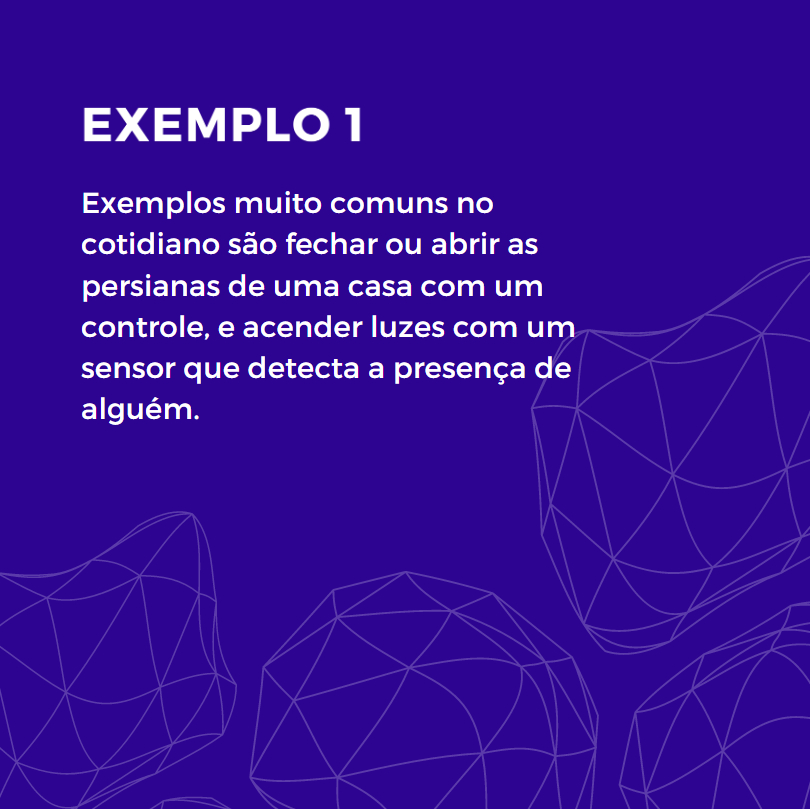 EXEMPLO 1
Exemplos muito comuns no
cotidiano são fechar ou abrir as
persianas de uma casa com um
controle, e acender luzes com um
sensor que detecta a presença de
alguém.